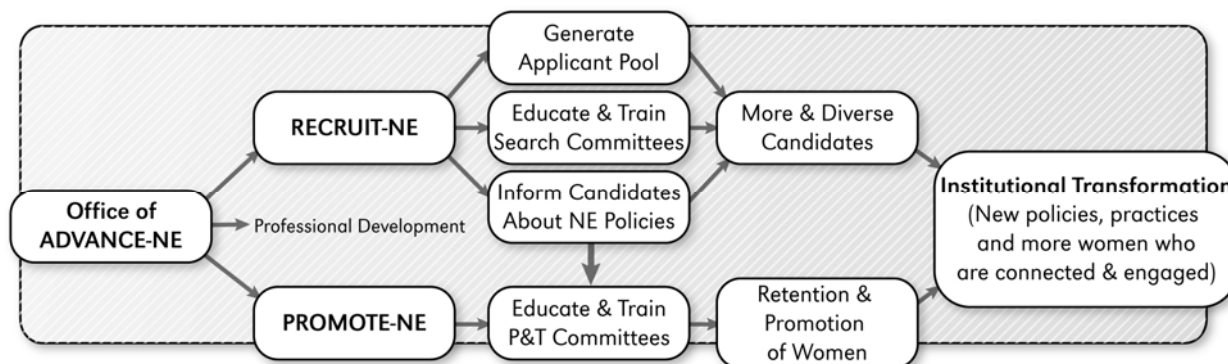 Generate
Applicant Pool
RECRUIT-NE
Educate & Train
Search Committees
More & Diverse
Candidates
Inform Candidates
About NE Policies
Office of
ADVANCE-NE
Professional Development
Institutional Transformation
(New policies, practices
and more women who
are connected & engaged)
PROMOTE-NE
Educate & Train
P&T Committees
Retention &
Promotion
of Women